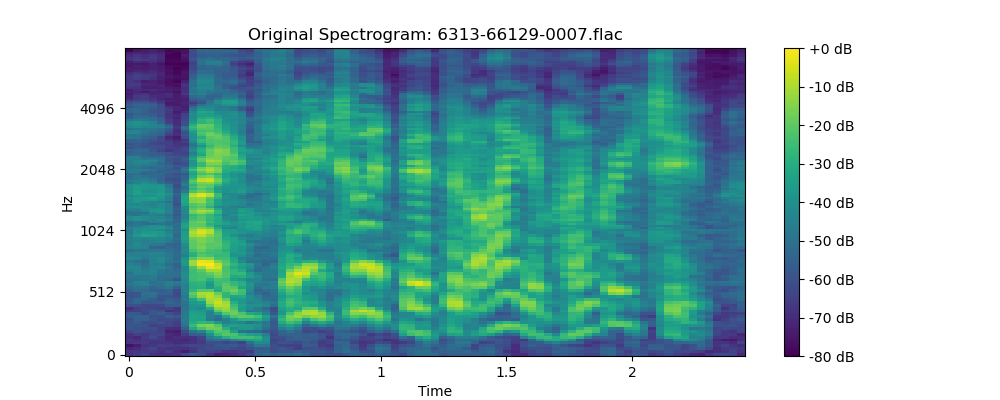 Original Spectrogram: 6313-66129-0007.flac
Hz
4096
2048
1024
512
0
0
0.5
1
1.5
2
Time
+0 dB
-10 dB
-20 dB
-30 dB
-40 dB
-50 dB
-60 dB
-70 dB
-80 dB